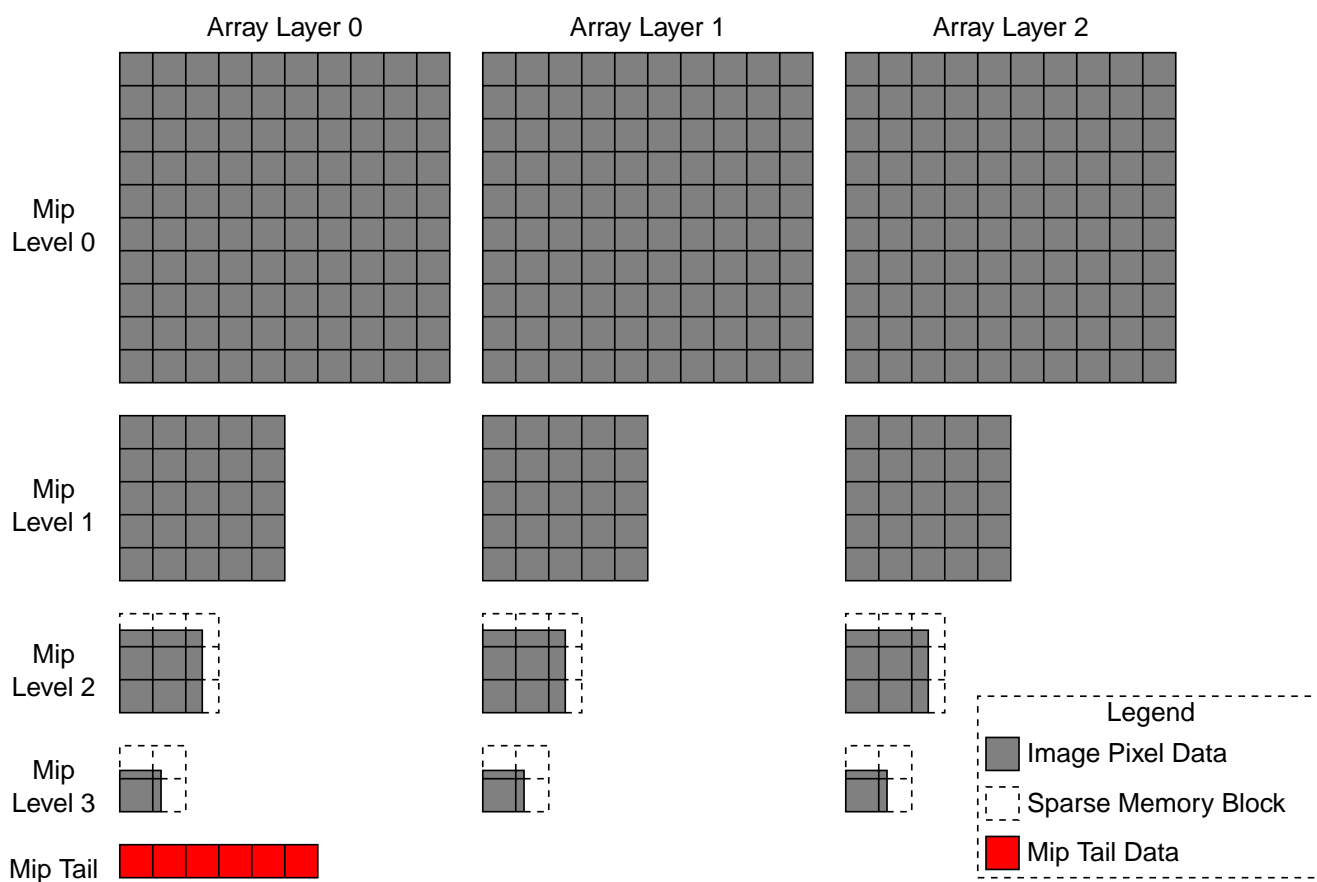 Array Layer 0
Array Layer 1
Array Layer 2
Mip
Level 0
Mip
Level 1
Mip
Level 2
Mip
Level 3
Mip Tail
Legend
Image Pixel Data
Sparse Memory Block
Mip Tail Data